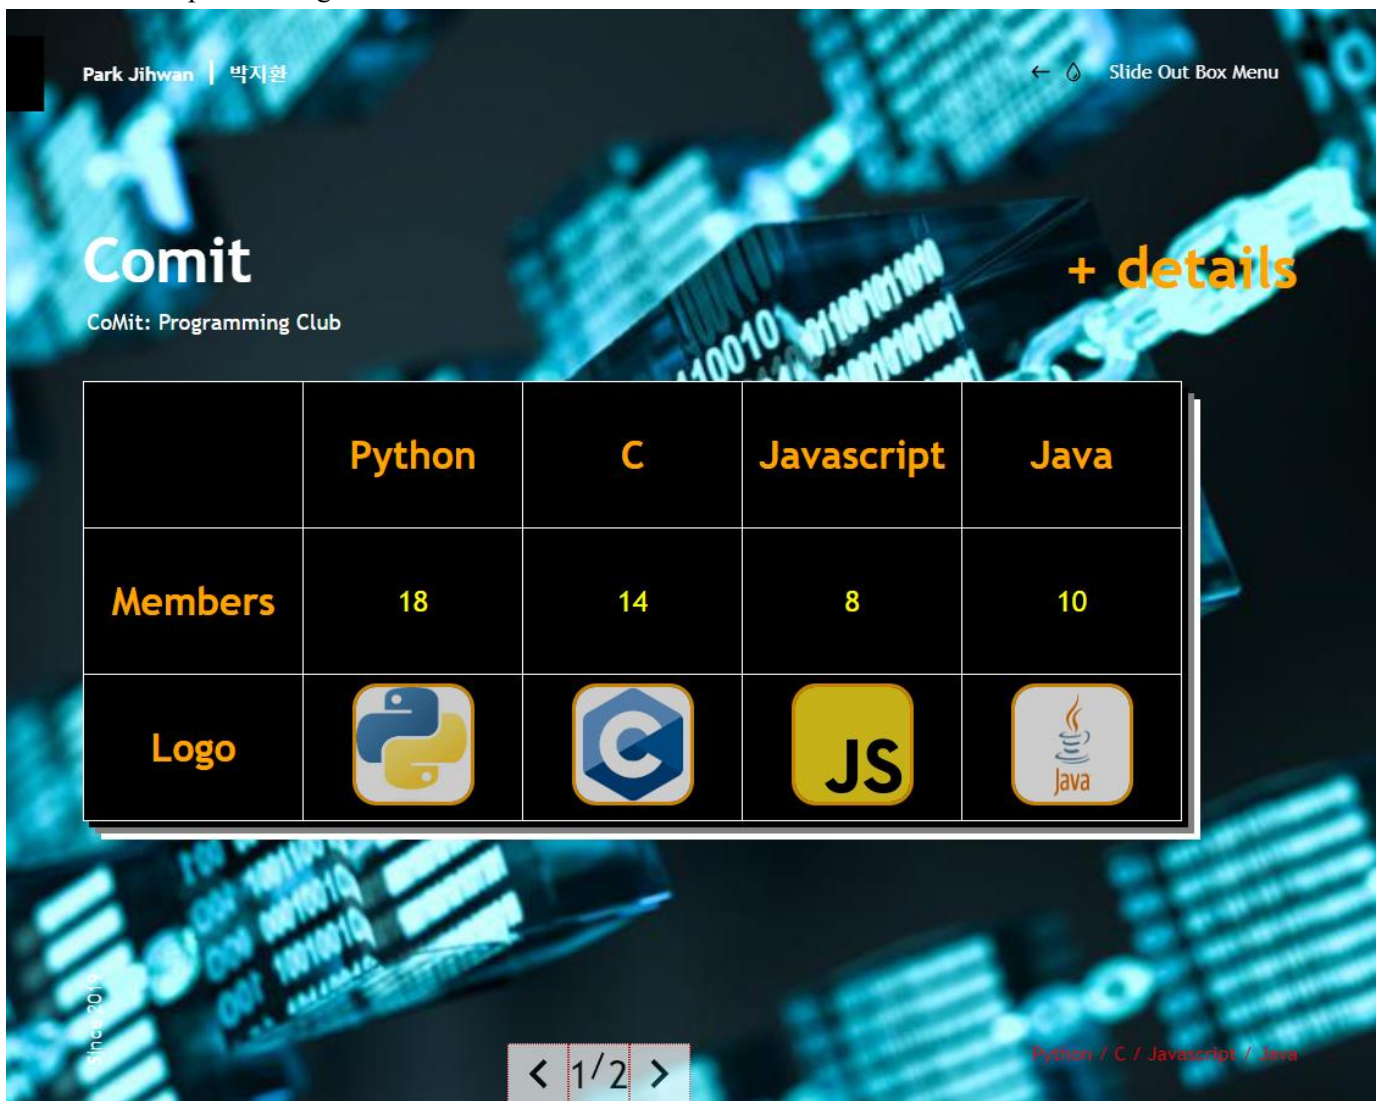 Park Jihwan | 박지환
Slide Out Box Menu
Comit
+ details
CoMit: Programming Club
Python C Javascript Java
Members 18 14 8 10
Logo
JS
Java
Since 2019
1/2
Python / C / Javascript / Java